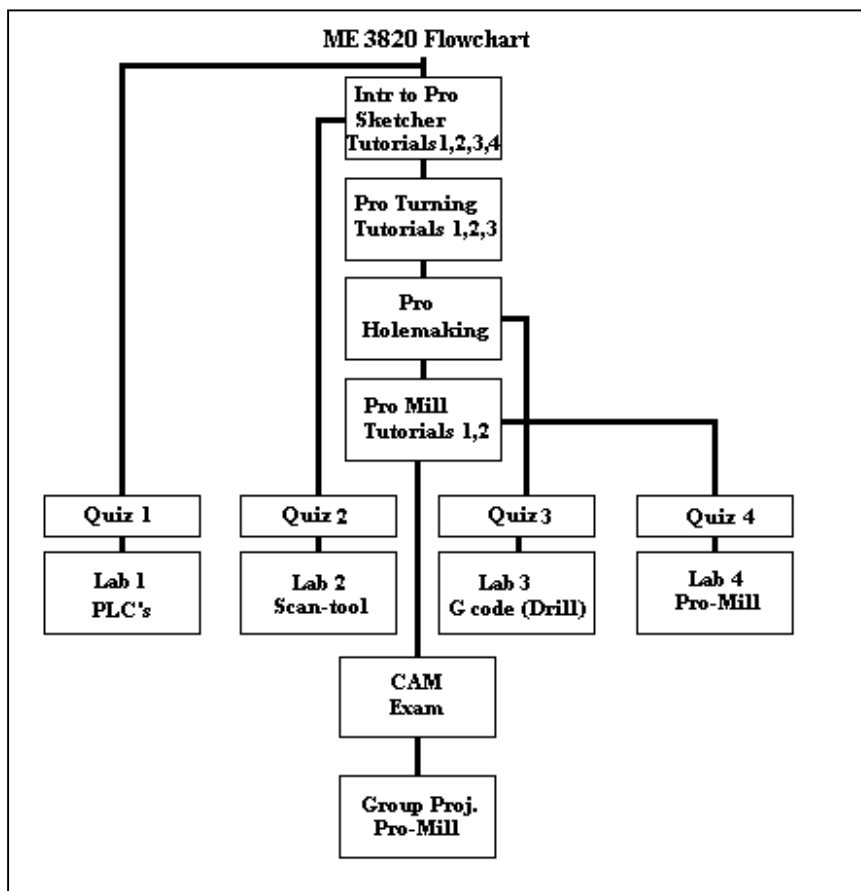 ME 3820 Flowchart
Intr to Pro
Sketcher
Tutorials 1,2,3,4
Pro Turning
Tutorials 1,2,3
Pro
Holemaking
Pro Mill
Tutorials 1,2
Quiz 1
Quiz 2
Quiz 3
Quiz 4
Lab 1
PLC's
Lab 2
Scan-tool
Lab 3
G code (Drill)
Lab 4
Pro-Mill
CAM
Exam
Group Proj.
Pro-Mill